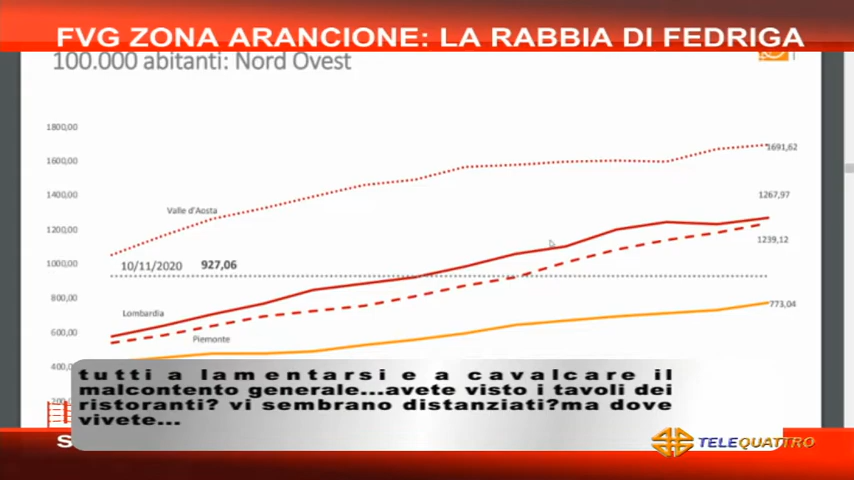 FVG ZONA ARANCIONE: LA RABBIA DI FEDRIGA
100.000 abitanti: Nord Ovest
1800,00
1600,00
1400,00
1200,00
1000,00
800,00
600,00
1691,62
Valle d'Aosta
1267,97
1239,12
10/11/2020 927,06
Lombardia
773,04
Piemonte
tutti a lamentarsi e a cavalcare il
malcontento generale...avete visto i tavoli dei
ristoranti? vi sembrano distanziati?ma dove
vivete...
TELEQUATTRO